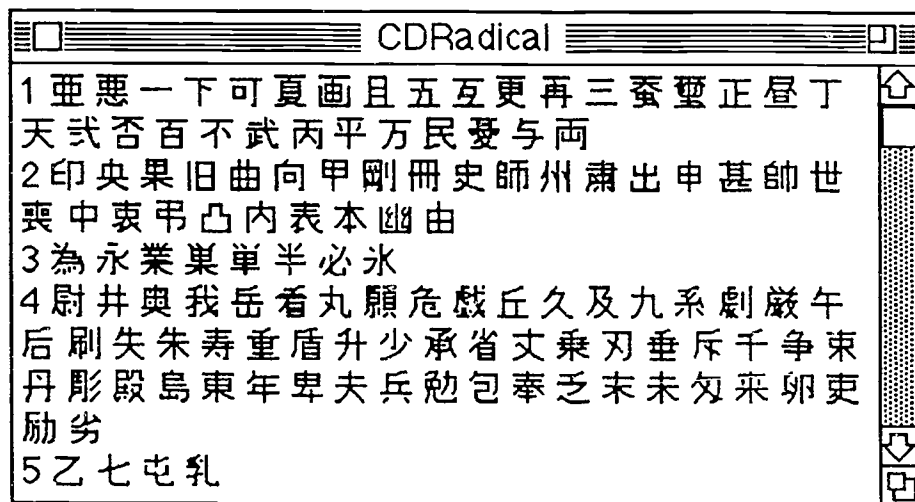 CDRadical
1 亜悪一下可夏画且五互更再三蚕璽正昼丁
天弐否百不武丙平万民憂与両
2 印央果旧曲向甲剛冊史師州粛出申甚帥世
喪中衷弔凸内表本幽由
3 為永業巣単半必氷
4 尉井奥我岳看丸願危戯丘久及九系劇厳午
后刷失朱寿重盾升少承省丈乗刃垂斥千争束
丹彫殿島東年卑夫兵勉包奉乏末未匁来卵吏
励劣
5 乙七屯乳